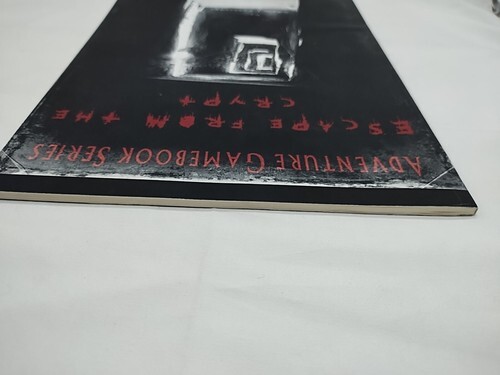 ADVENTURE GAMEBOOK SERIES
ESCAPE FROM THE
CRYPT